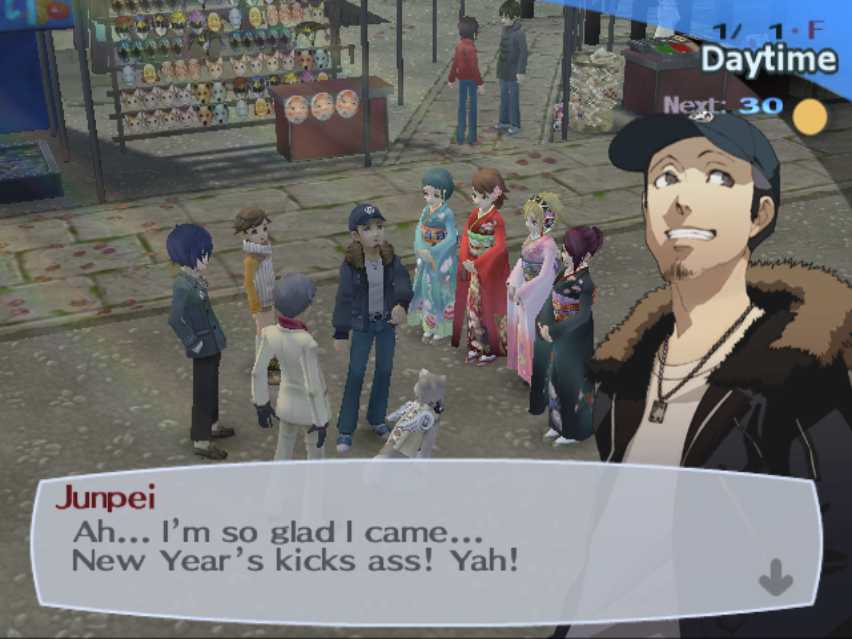 1/ 1・F
Daytime
Next: 30
Junpei
Ah... I'm so glad I came...
New Year's kicks ass! Yah!